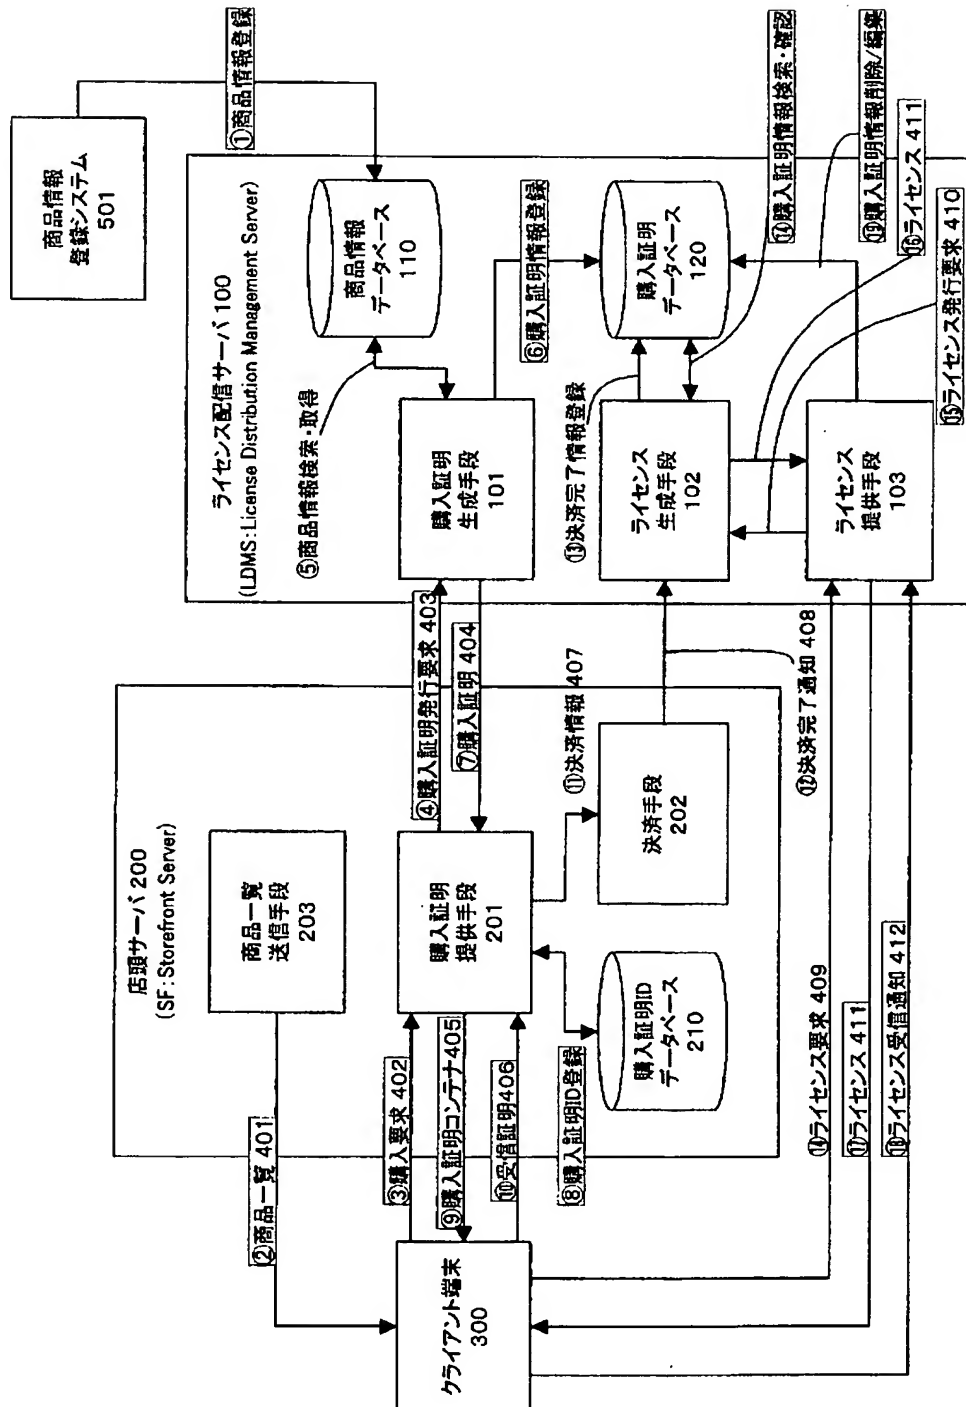 商品情報
登録システム
501
①商品情報登録
ライセンス配信サーバ 100
(LDMS:License Distribution Management Server)
商品情報
データベース
110
⑤商品情報検索・取得
購入証明
生成手段
101
⑥購入証明情報登録
購入証明
データベース
120
⑬決済完了情報登録
ライセンス
生成手段
102
⑭購入証明情報検索・確認
ライセンス
提供手段
103
⑲購入証明情報削除/編集
⑯ライセンス 411
⑮ライセンス発行要求 410
店頭サーバ 200
(SF:Storefront Server)
商品一覧
送信手段
203
④購入証明発行要求 403
⑦購入証明 404
購入証明
提供手段
201
⑪決済情報 407
決済手段
202
⑫決済完了通知 408
購入証明ID
データベース
210
⑧購入証明ID登録
②商品一覧 401
③購入要求 402
⑨購入証明コンテナ405
⑩受信証明406
クライアント端末
300
⑭ライセンス要求 409
⑰ライセンス 411
⑱ライセンス受信通知 412